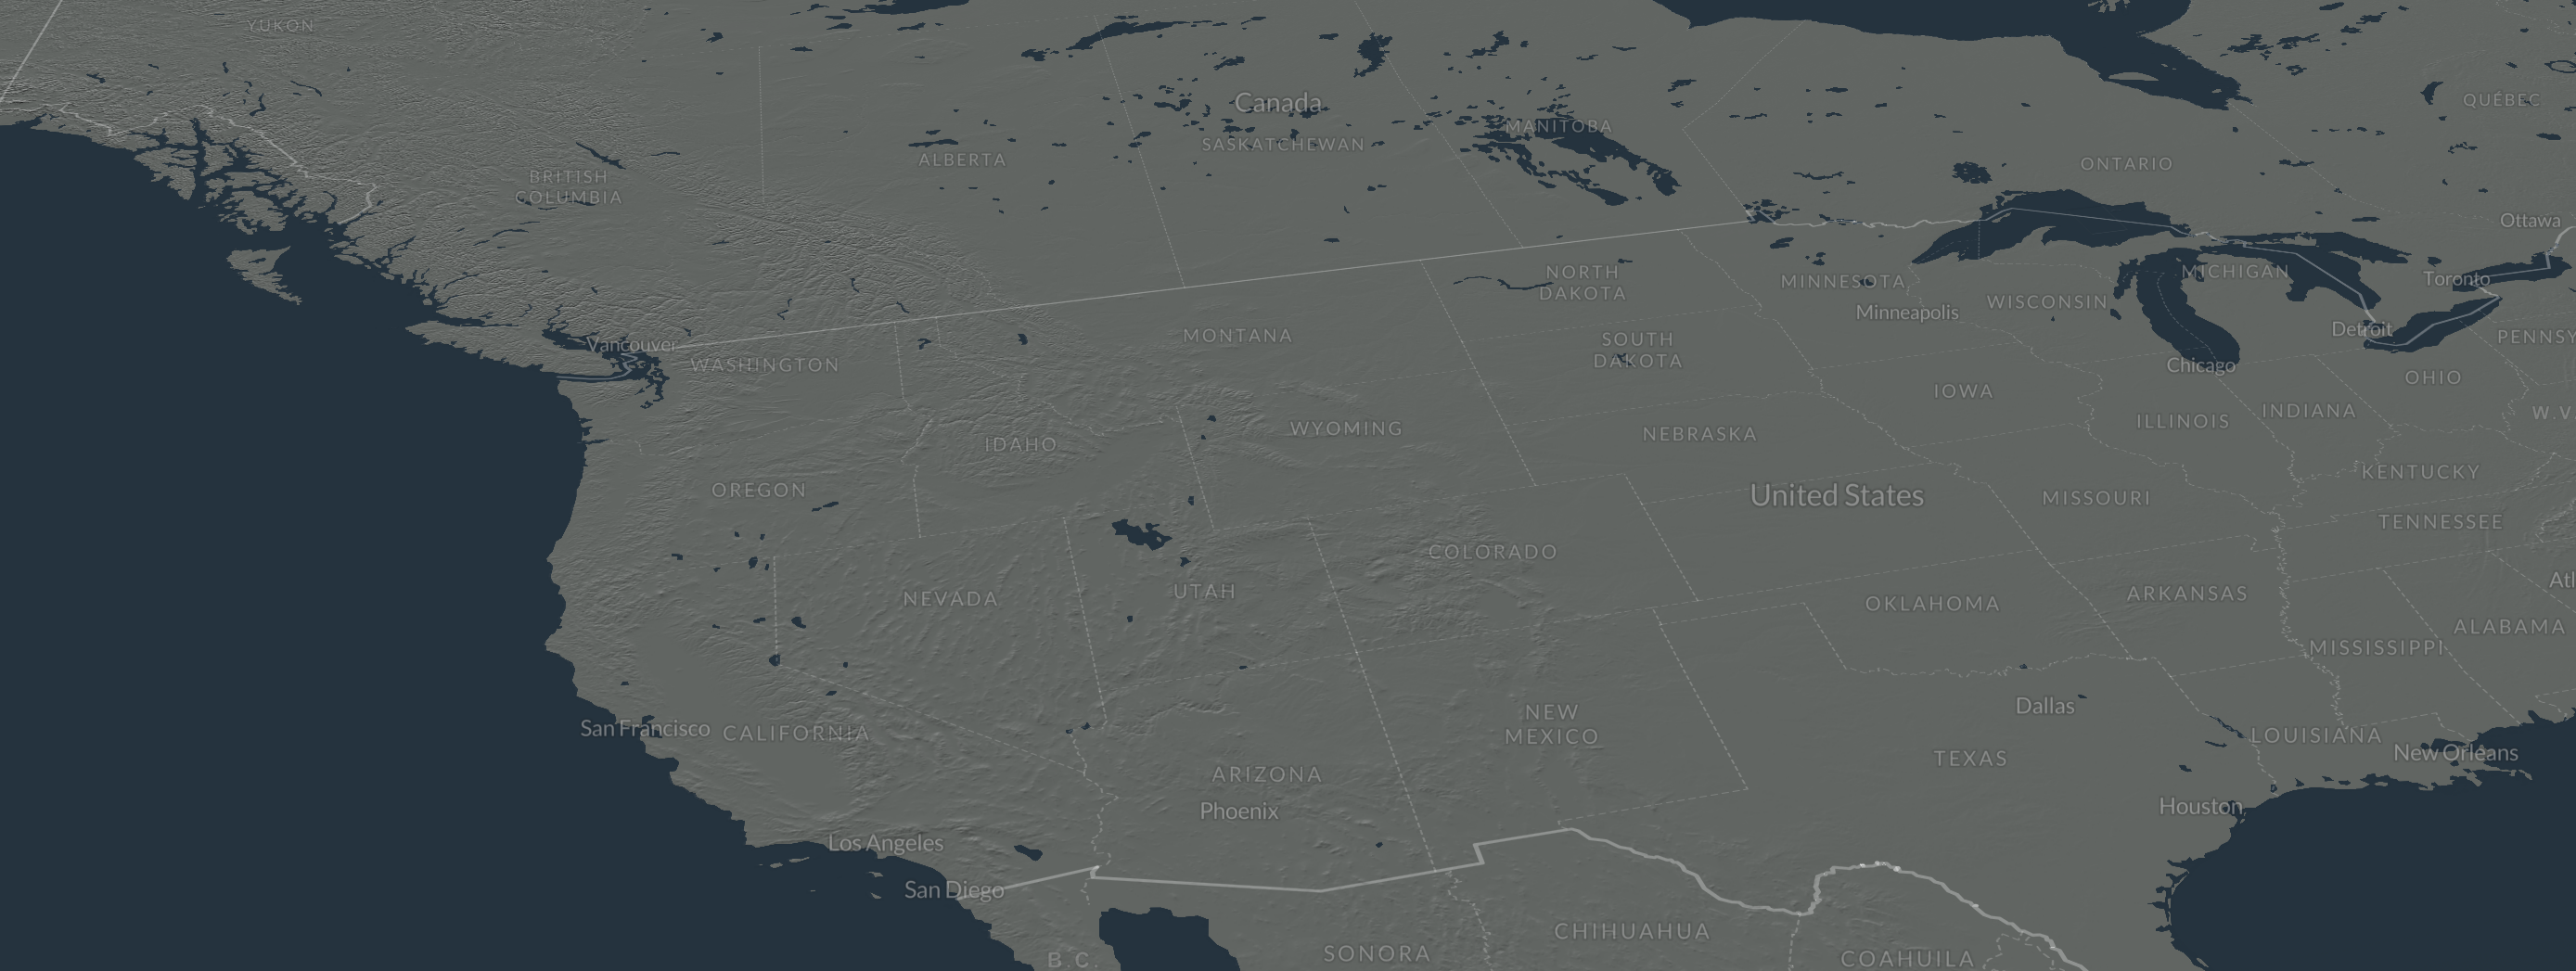 YUKON
Canada
QUÉBEC
MANITOBA
SASKATCHEWAN
ALBERTA
ONTARIO
BRITISH
COLUMBIA
Ottawa
NORTH
DAKOTA
MICHIGAN
Toronto
MINNESOTA
WISCONSIN
Minneapolis
Detroit
MONTANA
PENNSY
SOUTH
DAKOTA
Vancouver
WASHINGTON
Chicago
OHIO
IOWA
INDIANA
W.V.
ILLINOIS
WYOMING
NEBRASKA
IDAHO
KENTUCKY
OREGON
United States
MISSOURI
TENNESSEE
COLORADO
Atl
UTAH
ARKANSAS
NEVADA
OKLAHOMA
ALABAMA
MISSISSIPPI
Dallas
NEW
MEXICO
San Francisco
CALIFORNIA
LOUISIANA
New Orleans
TEXAS
ARIZONA
Houston
Phoenix
Los Angeles
San Diego
CHIHUAHUA
SONORA
COAHUILA
B.C.